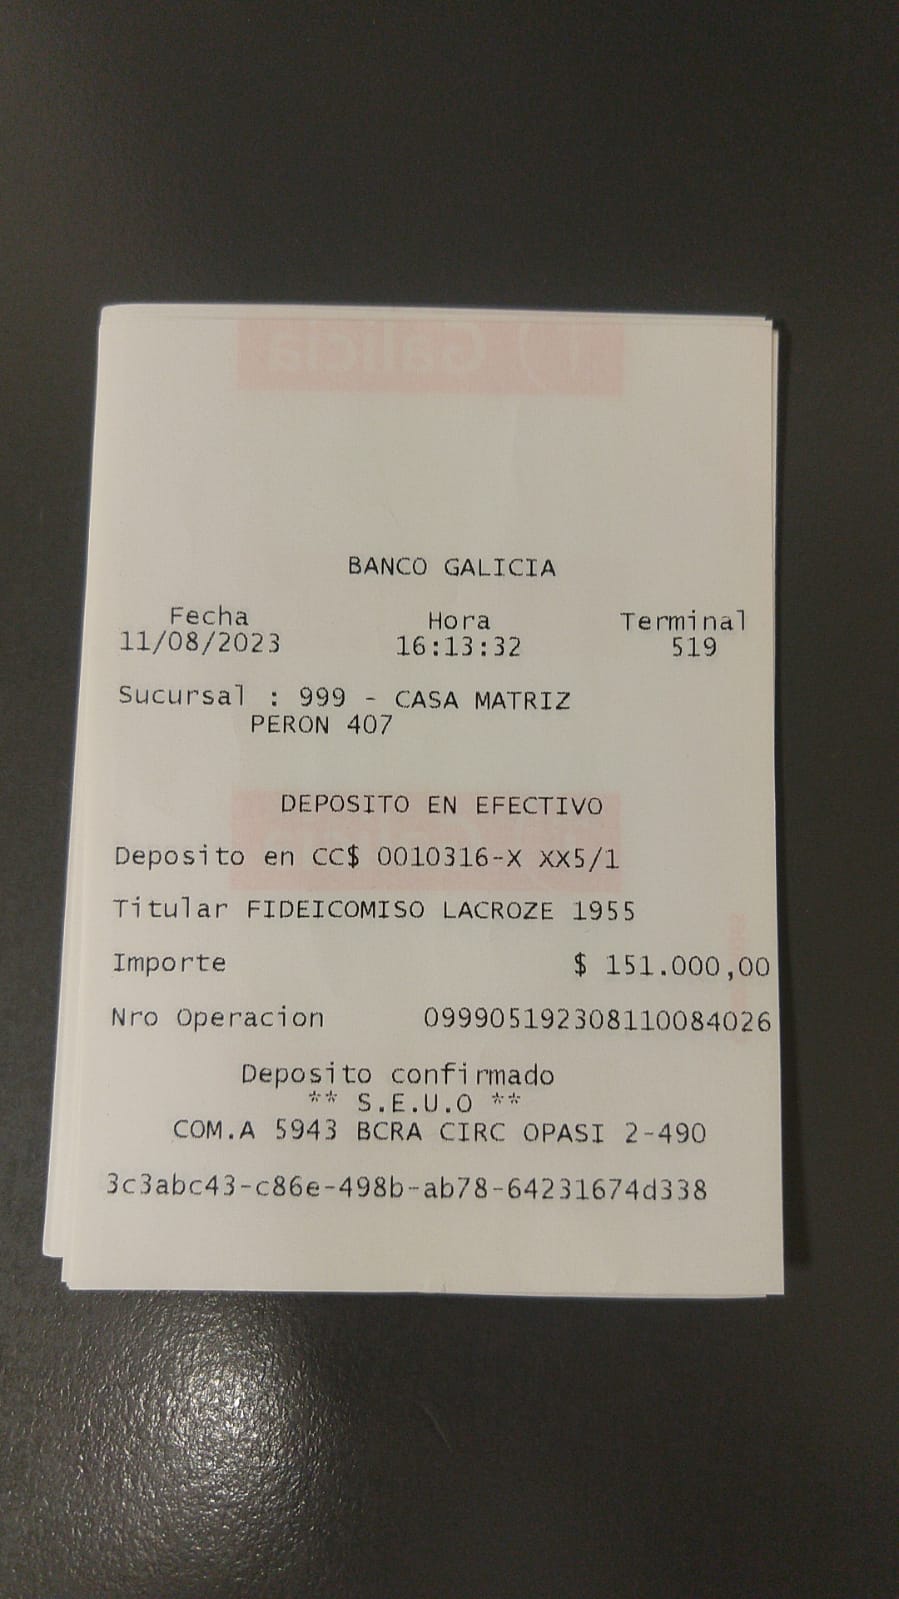 Galicia
BANCO GALICIA
Fecha Hora Terminal
11/08/2023 16:13:32 519
Sucursal : 999 - CASA MATRIZ
PERON 407
DEPOSITO EN EFECTIVO
Deposito en CC$ 0010316-X XX5/1
Titular FIDEICOMISO LACROZE 1955
Importe $ 151.000,00
Nro Operacion 099905192308110084026
Deposito confirmado
** S.E.U.O **
COM.A 5943 BCRA CIRC OPASI 2-490
3c3abc43-c86e-498b-ab78-64231674d338